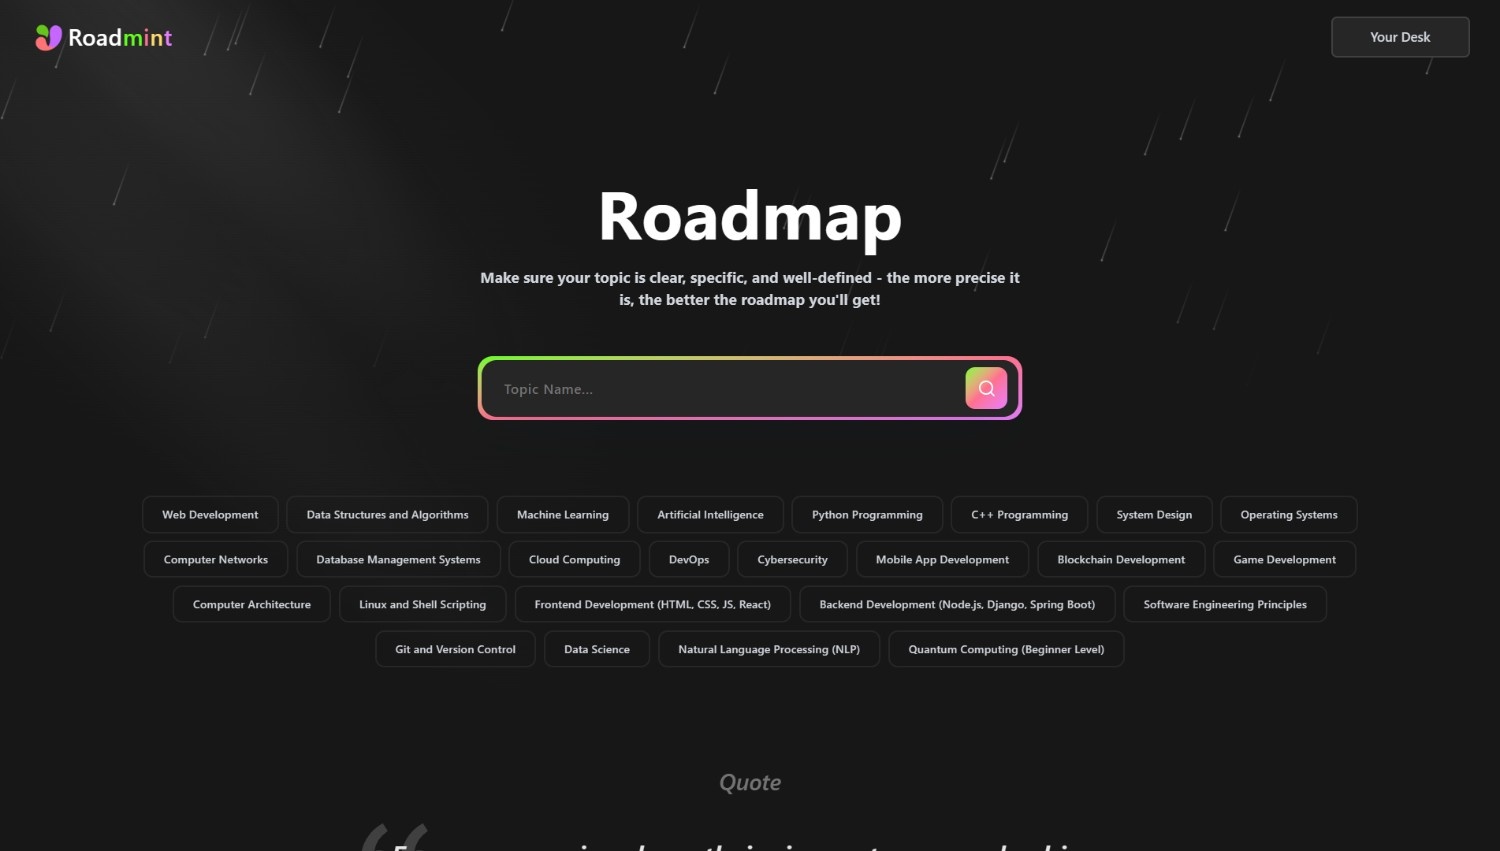 Roadmint
Your Desk
Roadmap
Make sure your topic is clear, specific, and well-defined - the more precise it
is, the better the roadmap you'll get!
Topic Name...
Web Development Data Structures and Algorithms Machine Learning Artificial Intelligence Python Programming C++ Programming System Design Operating Systems
Computer Networks Database Management Systems Cloud Computing DevOps Cybersecurity Mobile App Development Blockchain Development Game Development
Computer Architecture Linux and Shell Scripting Frontend Development (HTML, CSS, JS, React) Backend Development (Node.js, Django, Spring Boot) Software Engineering Principles
Git and Version Control Data Science Natural Language Processing (NLP) Quantum Computing (Beginner Level)
Quote
“